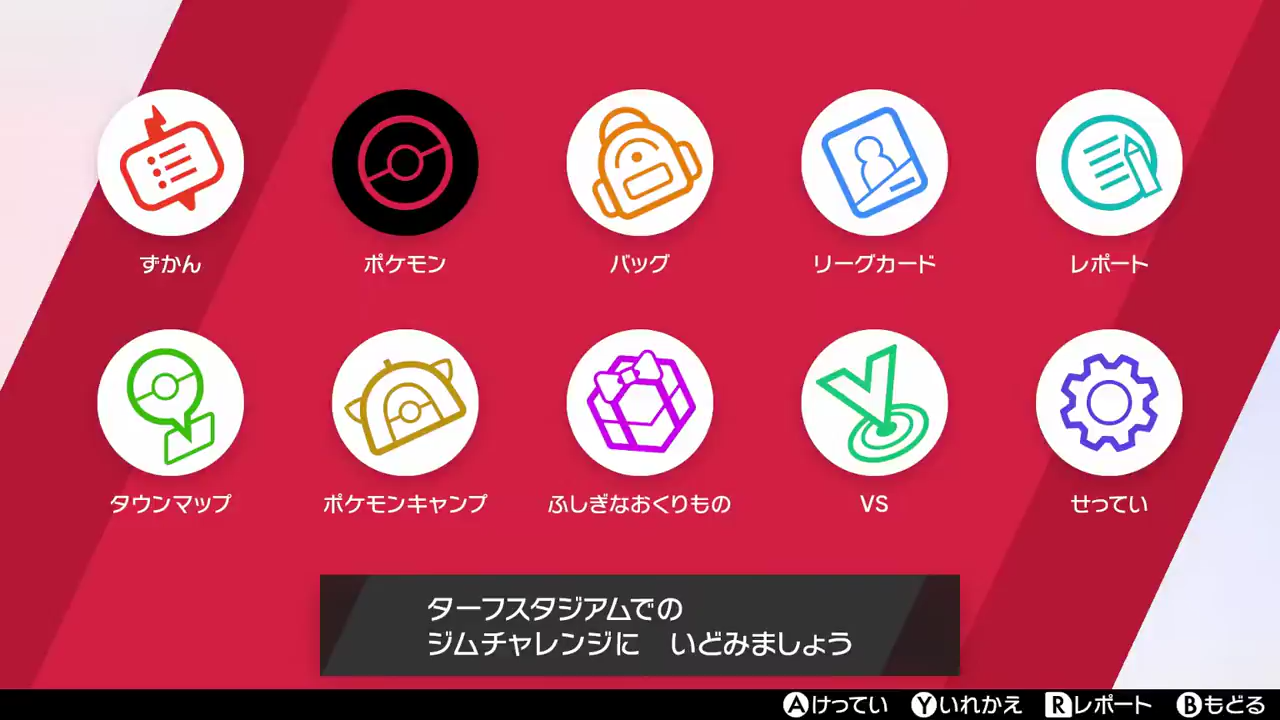 ずかん
ポケモン
バッグ
リーグカード
レポート
タウンマップ
ポケモンキャンプ
ふしぎなおくりもの
VS
せってい
ターフスタジアムでの
ジムチャレンジに　いどみましょう
Aけってい Yいれかえ Rレポート Bもどる